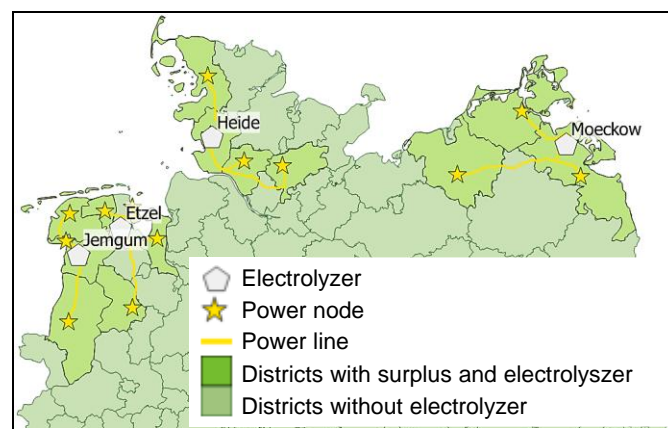 Heide
Moeckow
Etzel
Jemgum
Electrolyzer
Power node
Power line
Districts with surplus and electrolyszer
Districts without electrolyzer